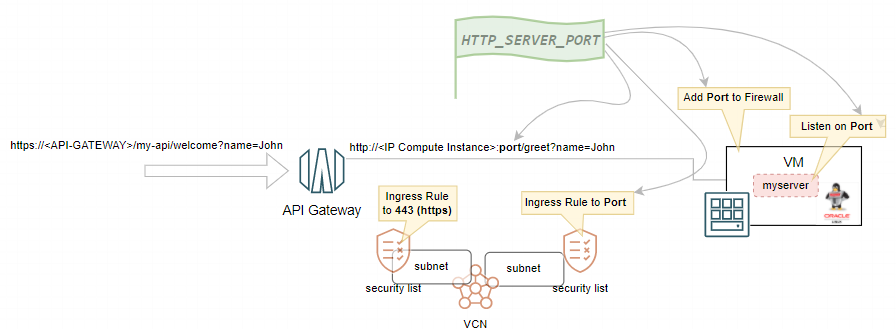 HTTP_SERVER_PORT
Add Port to Firewall
Listen on Port
https://<API-GATEWAY>/my-api/welcome?name=John
http://<IP Compute Instance>:port/greet?name=John
VM
myserver
API Gateway
Ingress Rule
to 443 (https)
Ingress Rule to Port
ORACLE
LINUX
subnet
subnet
security list
security list
VCN